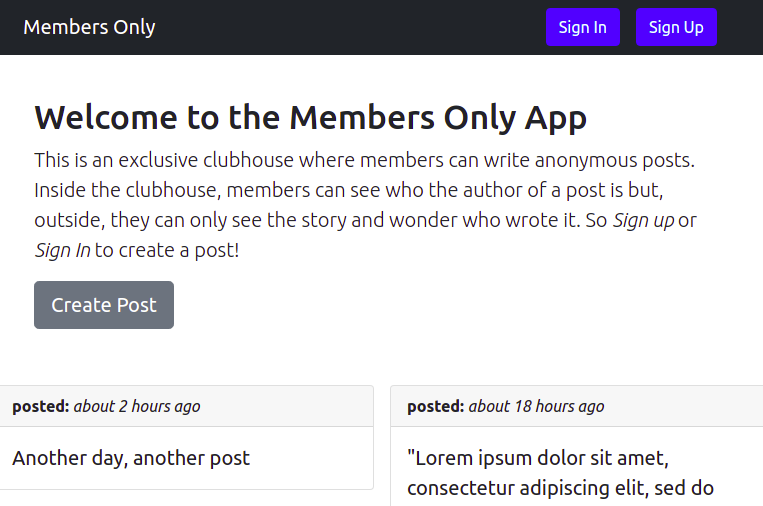 Members Only
Sign In
Sign Up
Welcome to the Members Only App
This is an exclusive clubhouse where members can write anonymous posts.
Inside the clubhouse, members can see who the author of a post is but,
outside, they can only see the story and wonder who wrote it. So Sign up or
Sign In to create a post!
Create Post
posted: about 2 hours ago
Another day, another post
posted: about 18 hours ago
"Lorem ipsum dolor sit amet,
consectetur adipiscing elit, sed do